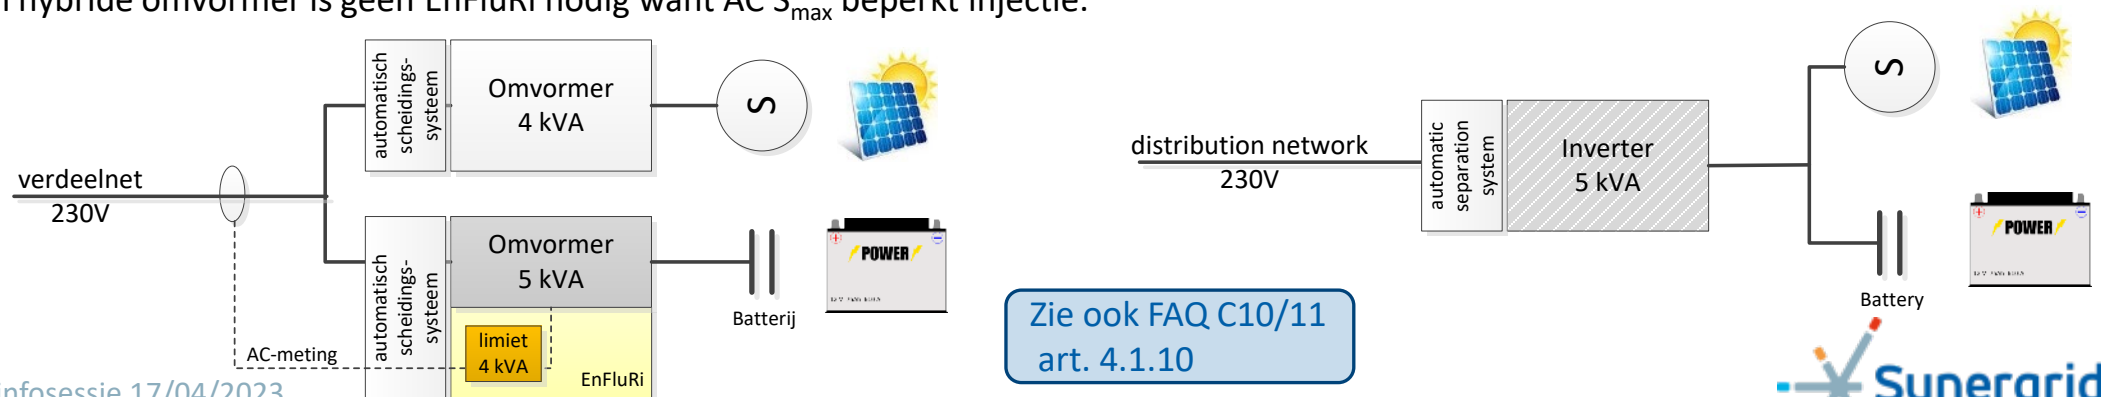 hybride omvormer is geen EnFluRi nodig want AC Smax beperkt injectie.
automatisch
scheidings-
systeem
Omvormer
4 kVA
S
verdeelnet
230V
automatisch
scheidings-
systeem
Omvormer
5 kVA
limiet
4 kVA
EnFluRi
AC-meting
Batterij
POWER
distribution network
230V
automatic
separation
system
Inverter
5 kVA
S
Battery
POWER
Zie ook FAQ C10/11
art. 4.1.10
infosessie 17/04/2023
Sunergrid